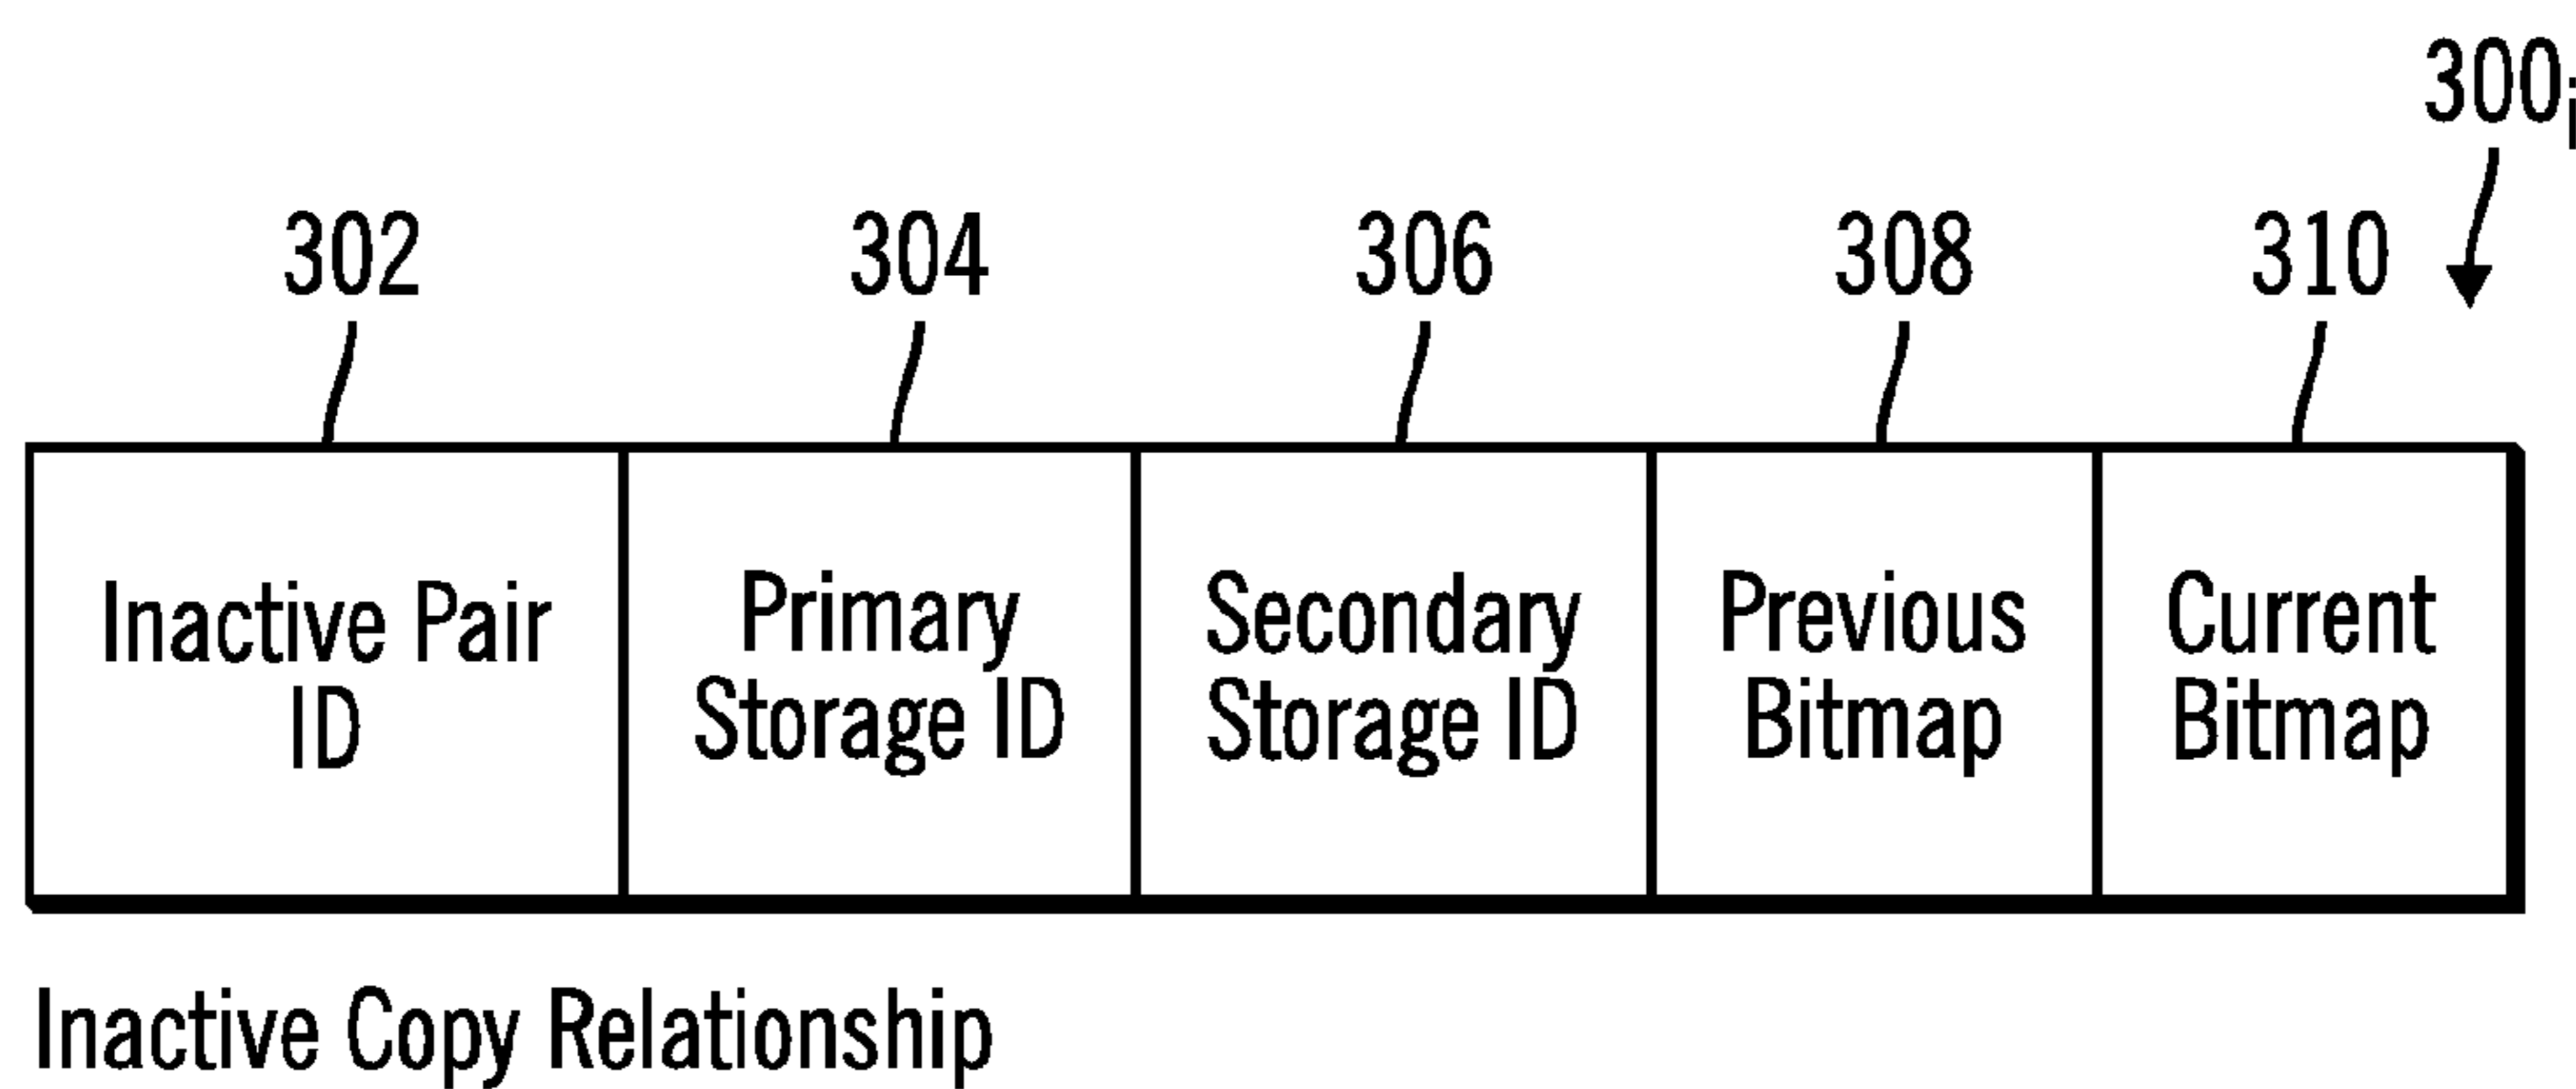 300i
302 304 306 308 310
Inactive Pair Primary Secondary Previous Current
ID Storage ID Storage ID Bitmap Bitmap
Inactive Copy Relationship